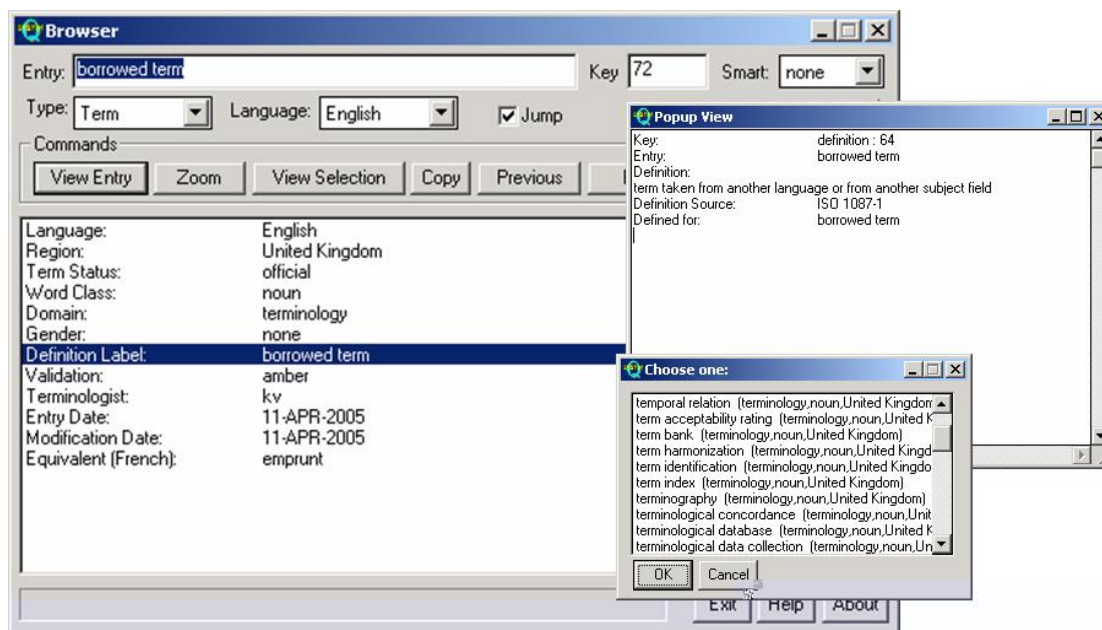 Browser
Entry: borrowed term Key 72 Smart: none
Type: Term Language: English Jump
Commands
View Entry Zoom View Selection Copy Previous
Language: English
Region: United Kingdom
Term Status: official
Word Class: noun
Domain: terminology
Gender: none
Definition Label: borrowed term
Validation: amber
Terminologist: kv
Entry Date: 11-APR-2005
Modification Date: 11-APR-2005
Equivalent (French): emprunt
Exit Help About
Popup View
Key: definition : 64
Entry: borrowed term
Definition:
term taken from another language or from another subject field
Definition Source: ISO 1087-1
Defined for: borrowed term
Choose one:
temporal relation (terminology,noun,United Kingdom
term acceptability rating (terminology,noun,United K
term bank (terminology,noun,United Kingdom)
term harmonization (terminology,noun,United Kingd
term identification (terminology,noun,United Kingdo
term index (terminology,noun,United Kingdom)
terminography (terminology,noun,United Kingdom)
terminological concordance (terminology,noun,Unit
terminological database (terminology,noun,United K
terminological data collection (terminology,noun,Un
OK Cancel